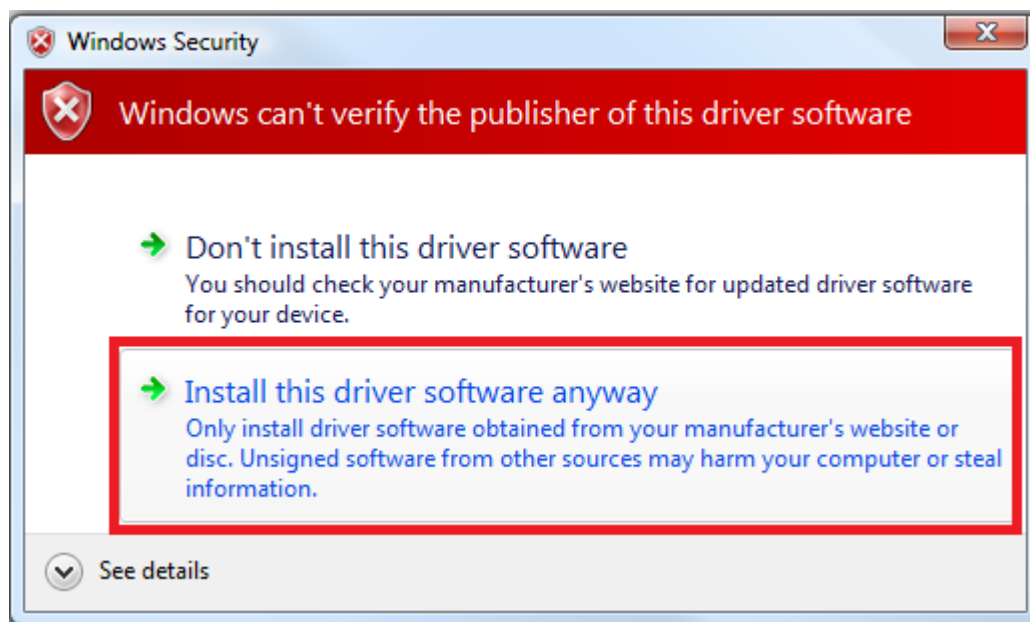 Windows Security
Windows can't verify the publisher of this driver software
Don't install this driver software
You should check your manufacturer's website for updated driver software
for your device.
Install this driver software anyway
Only install driver software obtained from your manufacturer's website or
disc. Unsigned software from other sources may harm your computer or steal
information.
See details